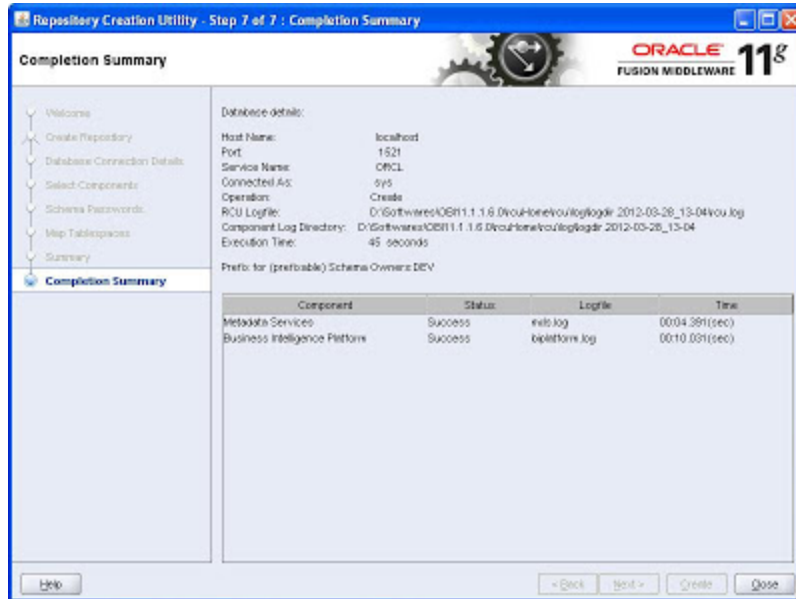 Repository Creation Utility - Step 7 of 7 : Completion Summary
Completion Summary
ORACLE
FUSION MIDDLEWARE 11g
Welcome
Create Repository
Database Connection Details
Select Components
Schema Passwords
Map Tablespaces
Summary
Completion Summary
Database details:
Host Name: localhost
Port: 1521
Service Name: ORCL
Connected As: sys
Operation: Create
RCU Logfile: D:\Softwares\OBI11.1.1.6.0\rcuHome\rcu\log\logdir.2012-03-28_13-04\rcu.log
Component Log Directory: D:\Softwares\OBI11.1.1.6.0\rcuHome\rcu\log\logdir.2012-03-28_13-04
Execution Time: 45 seconds
Prefix for (prefixable) Schema Owners: DEV
Component Status Logfile Time
Metadata Services Success mds.log 00:04.391(sec)
Business Intelligence Platform Success biplatform.log 00:10.031(sec)
Help < Back Next > Create Close